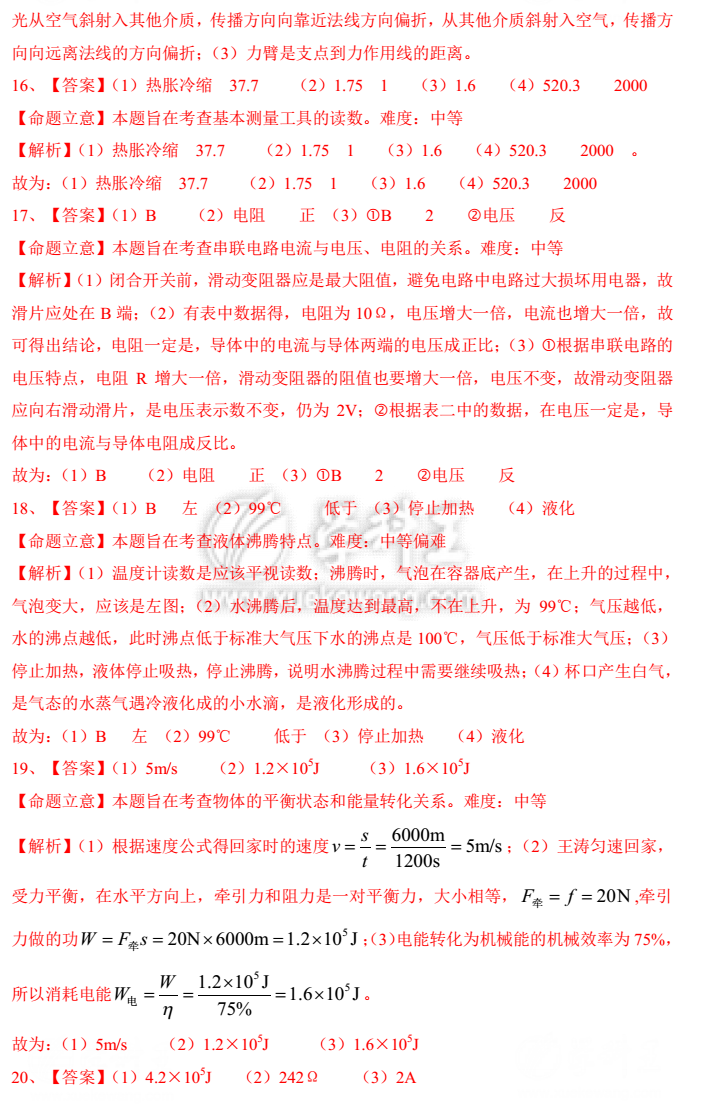 光从空气斜射入其他介质，传播方向向靠近法线方向偏折，从其他介质斜射入空气，传播方
向向远离法线的方向偏折；（3）力臂是支点到力作用线的距离。
16、【答案】（1）热胀冷缩 37.7 （2）1.75 1 （3）1.6 （4）520.3 2000
【命题立意】本题旨在考查基本测量工具的读数。难度：中等
【解析】（1）热胀冷缩 37.7 （2）1.75 1 （3）1.6 （4）520.3 2000 。
故为：（1）热胀冷缩 37.7 （2）1.75 1 （3）1.6 （4）520.3 2000
17、【答案】（1）B （2）电阻 正 （3）①B 2 ②电压 反
【命题立意】本题旨在考查串联电路电流与电压、电阻的关系。难度：中等
【解析】（1）闭合开关前，滑动变阻器应是最大阻值，避免电路中电路过大损坏用电器，故
滑片应处在 B 端；（2）有表中数据得，电阻为 10Ω，电压增大一倍，电流也增大一倍，故
可得出结论，电阻一定是，导体中的电流与导体两端的电压成正比；（3）①根据串联电路的
电压特点，电阻 R 增大一倍，滑动变阻器的阻值也要增大一倍，电压不变，故滑动变阻器
应向右滑动滑片，是电压表示数不变，仍为 2V；②根据表二中的数据，在电压一定是，导
体中的电流与导体电阻成反比。
故为：（1）B （2）电阻 正 （3）①B 2 ②电压 反
18、【答案】（1）B 左 （2）99℃ 低于 （3）停止加热 （4）液化
【命题立意】本题旨在考查液体沸腾特点。难度：中等偏难
【解析】（1）温度计读数是应该平视读数；沸腾时，气泡在容器底产生，在上升的过程中，
气泡变大，应该是左图；（2）水沸腾后，温度达到最高，不在上升，为 99℃；气压越低，
水的沸点越低，此时沸点低于标准大气压下水的沸点是 100℃，气压低于标准大气压；（3）
停止加热，液体停止吸热，停止沸腾，说明水沸腾过程中需要继续吸热；（4）杯口产生白气，
是气态的水蒸气遇冷液化成的小水滴，是液化形成的。
故为：（1）B 左 （2）99℃ 低于 （3）停止加热 （4）液化
19、【答案】（1）5m/s （2）1.2×10⁵J （3）1.6×10⁵J
【命题立意】本题旨在考查物体的平衡状态和能量转化关系。难度：中等
【解析】（1）根据速度公式得回家时的速度 v = s/t = 6000m/1200s = 5m/s；（2）王涛匀速回家，
受力平衡，在水平方向上，牵引力和阻力是一对平衡力，大小相等， F牵 = f = 20N ,牵引
力做的功 W = F牵s = 20N×6000m = 1.2×10⁵J；（3）电能转化为机械能的机械效率为 75%，
所以消耗电能 W电 = W/η = 1.2×10⁵J/75% = 1.6×10⁵J 。
故为：（1）5m/s （2）1.2×10⁵J （3）1.6×10⁵J
20、【答案】（1）4.2×10⁵J （2）242Ω （3）2A